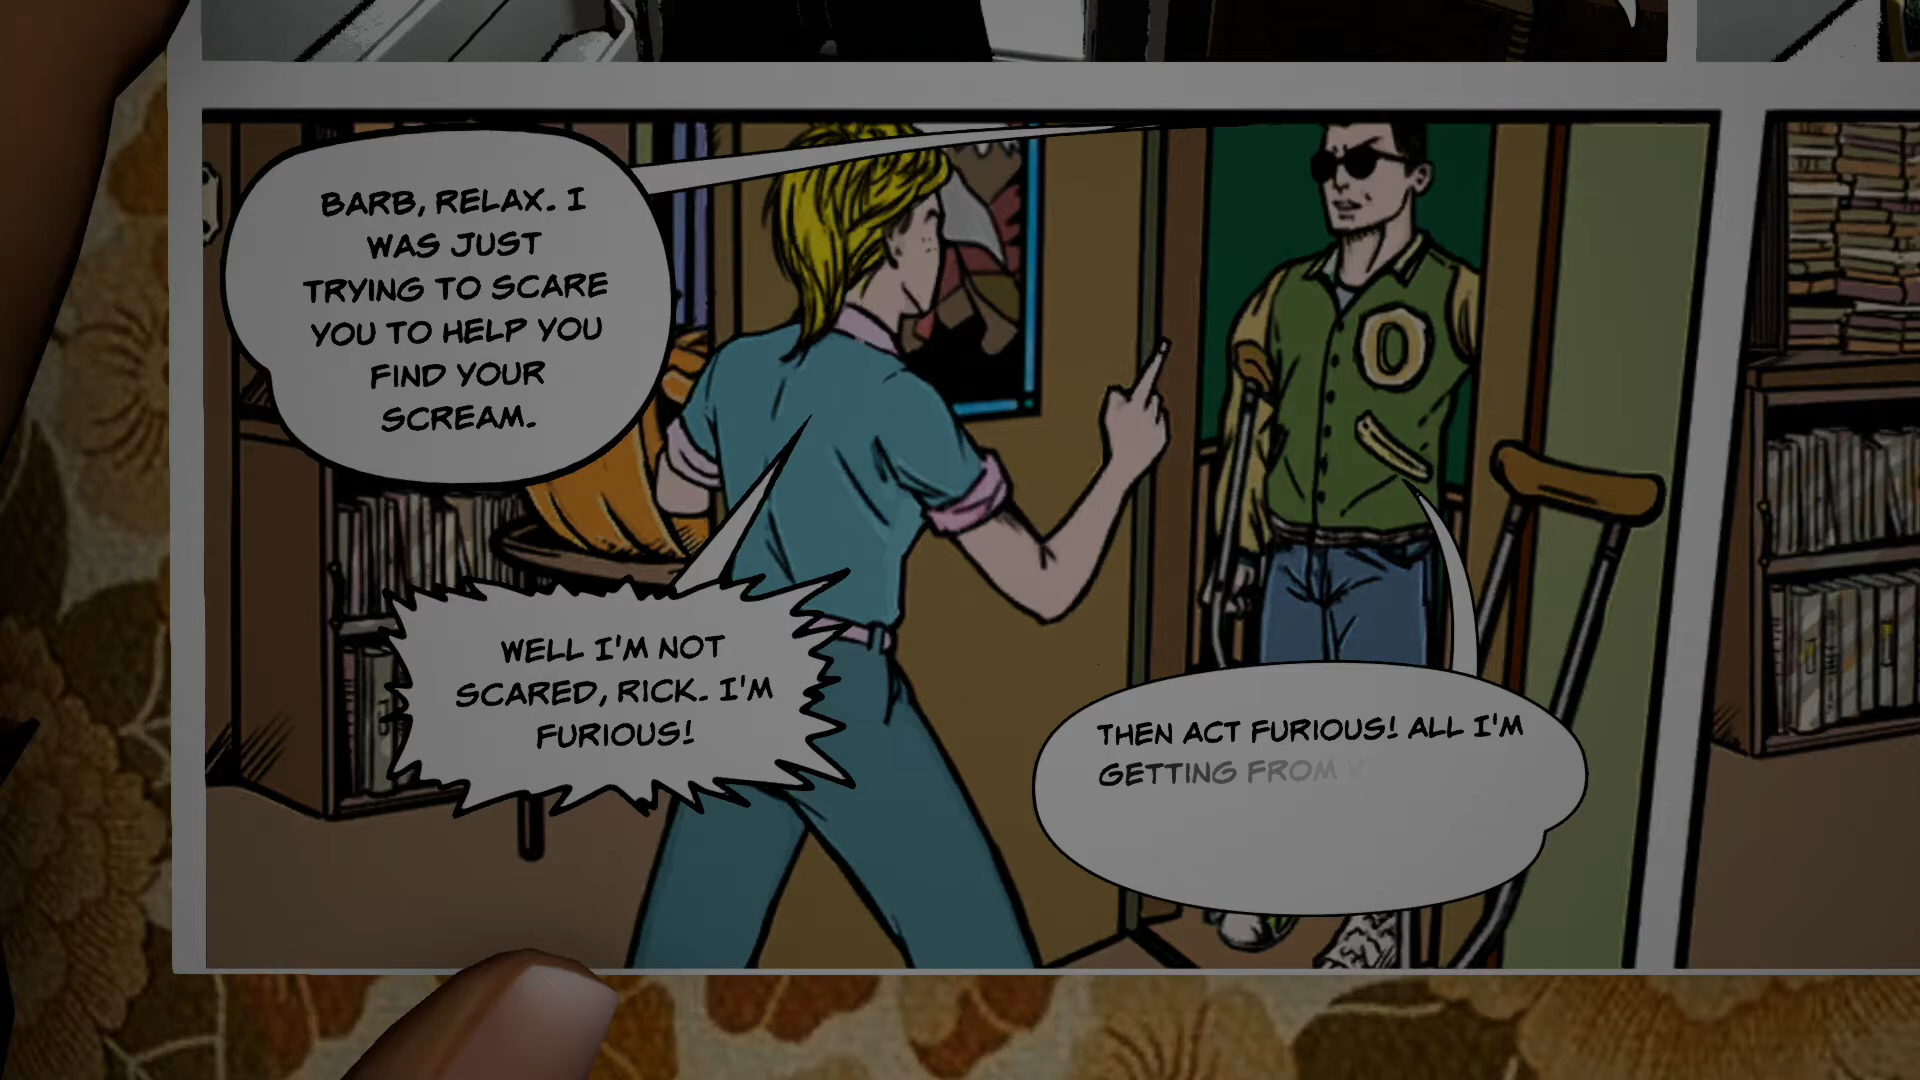 BARB, RELAX. I
WAS JUST
TRYING TO SCARE
YOU TO HELP YOU
FIND YOUR
SCREAM.
WELL I'M NOT
SCARED, RICK. I'M
FURIOUS!
O
THEN ACT FURIOUS! ALL I'M
GETTING FROM